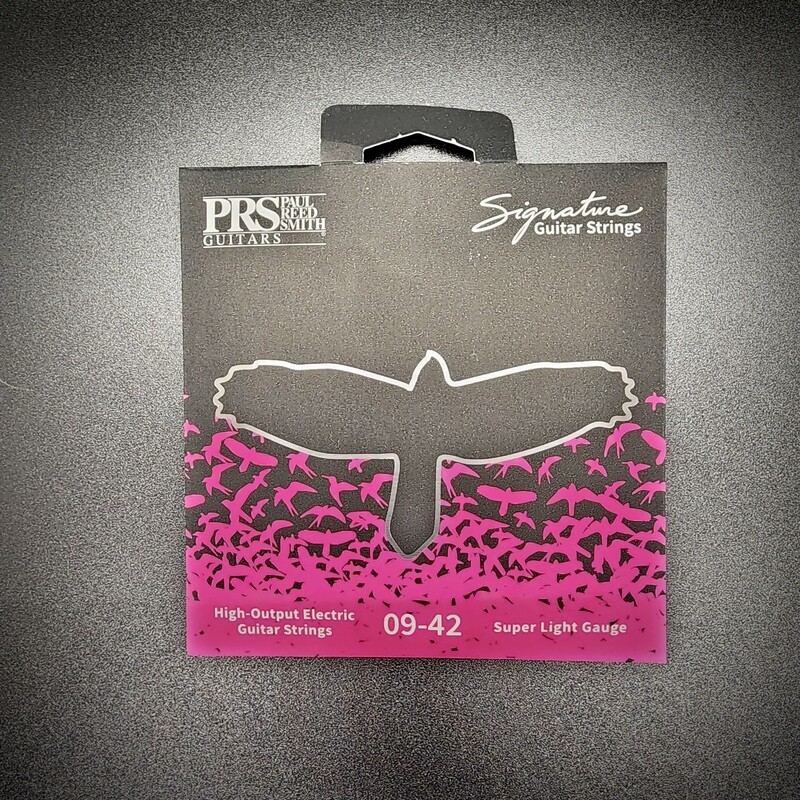 PRS PAUL
REED
SMITH®
GUITARS
Signature
Guitar Strings
High-Output Electric
Guitar Strings
09-42
Super Light Gauge